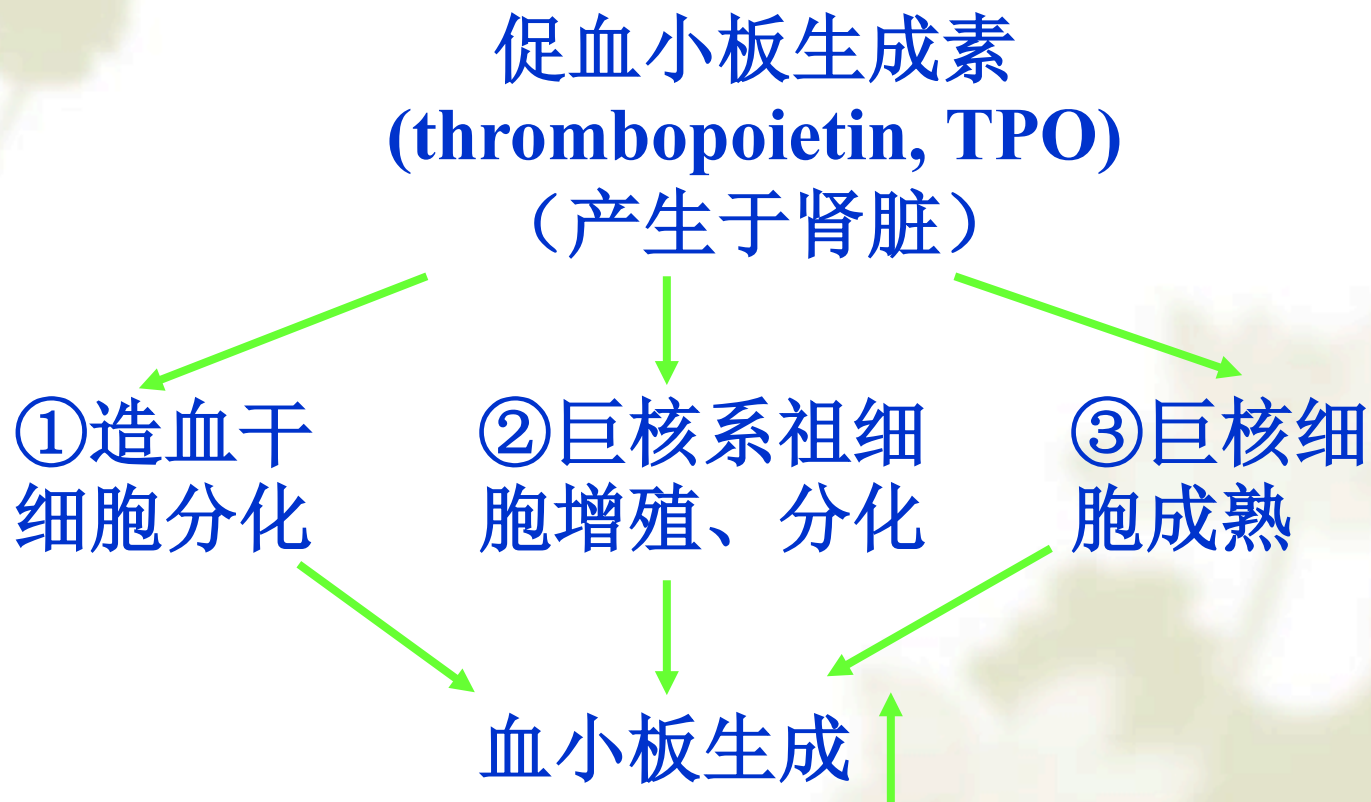 促血小板生成素
(thrombopoietin, TPO)
（产生于肾脏）
①造血干
细胞分化
②巨核系祖细
胞增殖、分化
③巨核细
胞成熟
血小板生成